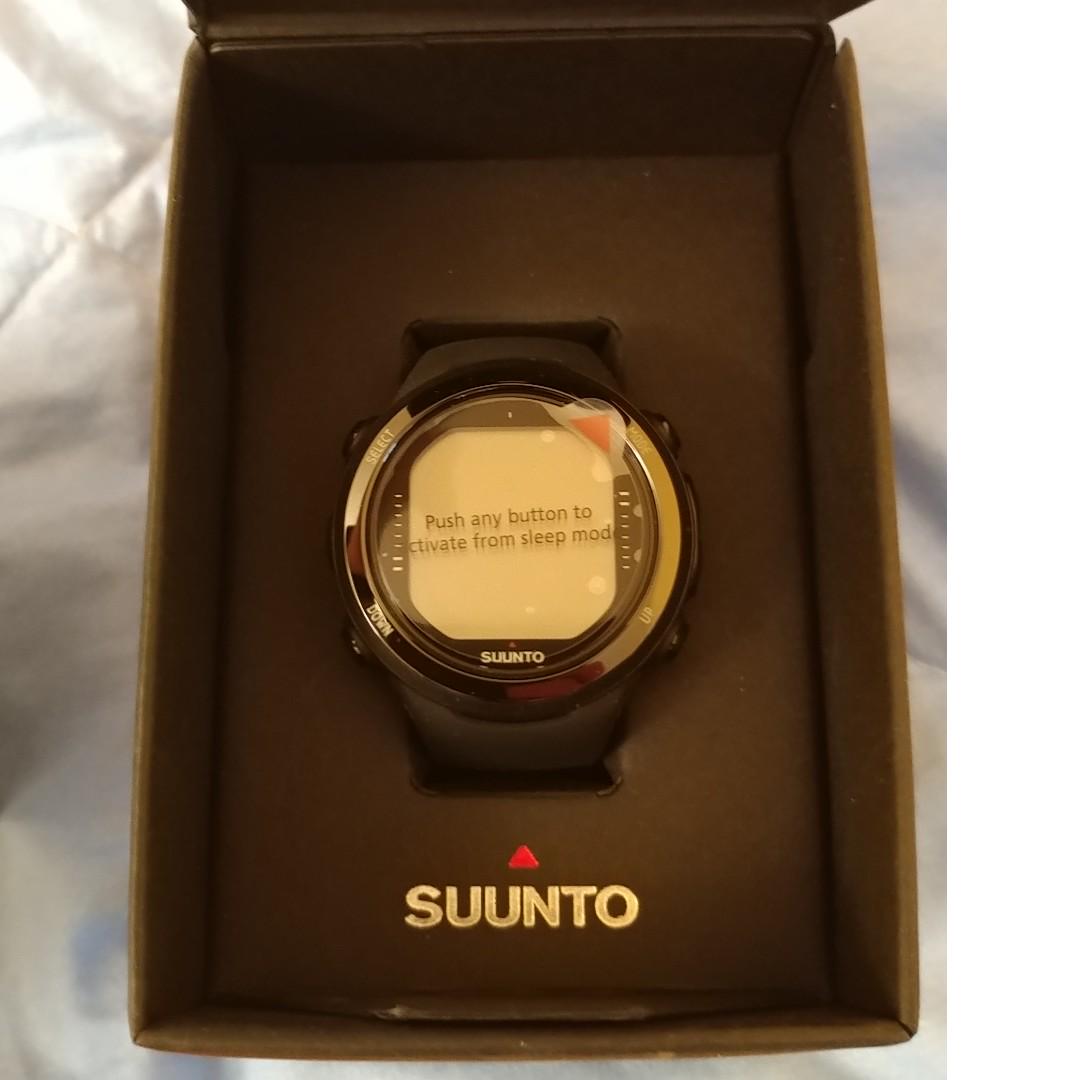 SELECT
MODE
Push any button to
ctivate from sleep mod
DOWN
UP
SUUNTO
SUUNTO